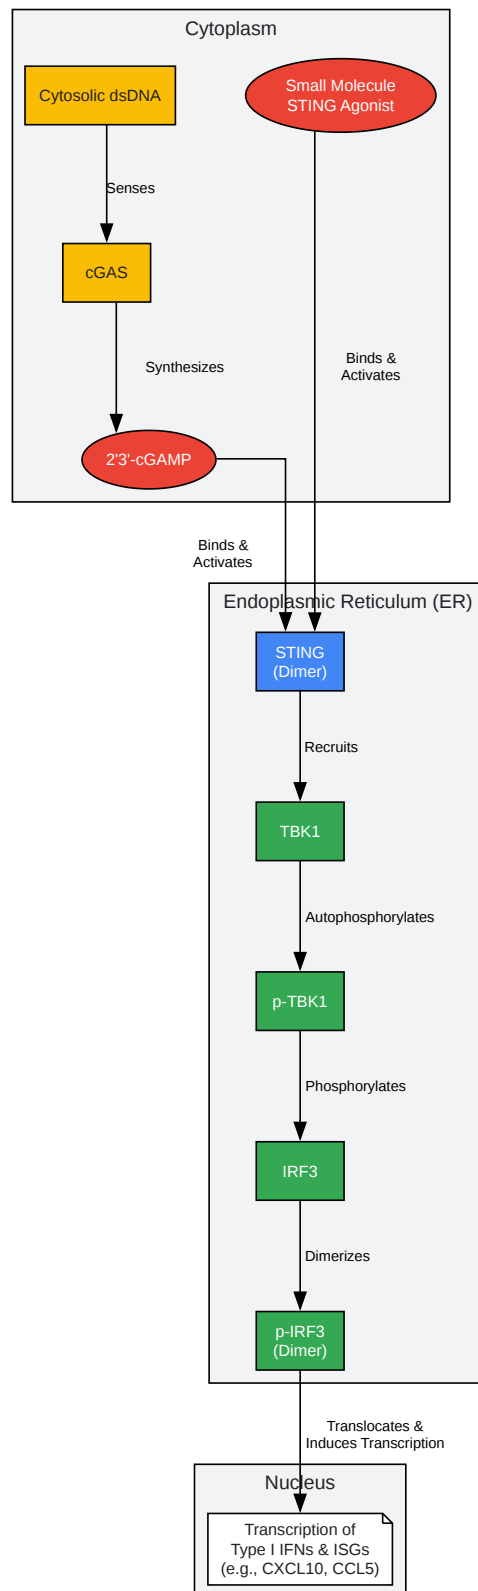 Cytoplasm
Cytosolic dsDNA
Small Molecule
STING Agonist
Senses
cGAS
Synthesizes
Binds &
Activates
2'3'-cGAMP
Binds &
Activates
Endoplasmic Reticulum (ER)
STING
(Dimer)
Recruits
TBK1
Autophosphorylates
p-TBK1
Phosphorylates
IRF3
Dimerizes
p-IRF3
(Dimer)
Translocates &
Induces Transcription
Nucleus
Transcription of
Type I IFNs & ISGs
(e.g., CXCL10, CCL5)